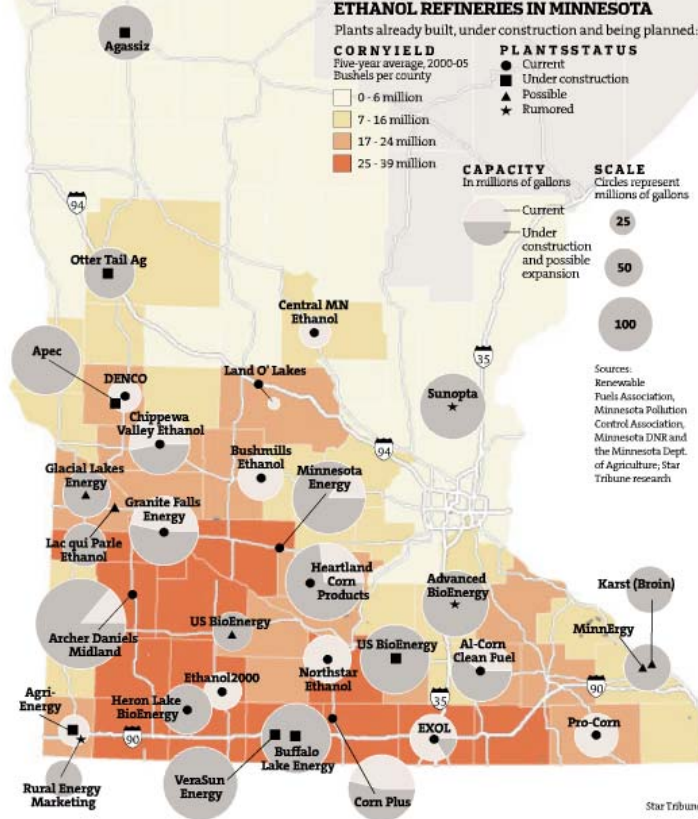 ETHANOL REFINERIES IN MINNESOTA
Plants already built, under construction and being planned:
CORNYIELD
Five-year average, 2000-05
Bushels per county
0 - 6 million
7 - 16 million
17 - 24 million
25 - 39 million
PLANTSSTATUS
Current
Under construction
Possible
Rumored
CAPACITY
In millions of gallons
Current
Under
construction
and possible
expansion
SCALE
Circles represent
millions of gallons
25
50
100
Sources:
Renewable
Fuels Association,
Minnesota Pollution
Control Association,
Minnesota DNR and
the Minnesota Dept.
of Agriculture; Star
Tribune research
Agassiz
94
Otter Tail Ag
Central MN
Ethanol
35
Apec
DENCO
Land O' Lakes
Sunopta
Chippewa
Valley Ethanol
94
Bushmills
Ethanol
Minnesota
Energy
Glacial Lakes
Energy
Granite Falls
Energy
Lac qui Parle
Ethanol
Heartland
Corn
Products
Advanced
BioEnergy
Karst (Broin)
Archer Daniels
Midland
US BioEnergy
US BioEnergy
Al-Corn
Clean Fuel
MinnErgy
Northstar
Ethanol
Ethanol2000
Heron Lake
BioEnergy
35
90
Agri-
Energy
90
Buffalo
Lake Energy
EXOL
Pro-Corn
Rural Energy
Marketing
VeraSun
Energy
Corn Plus
Star Tribune